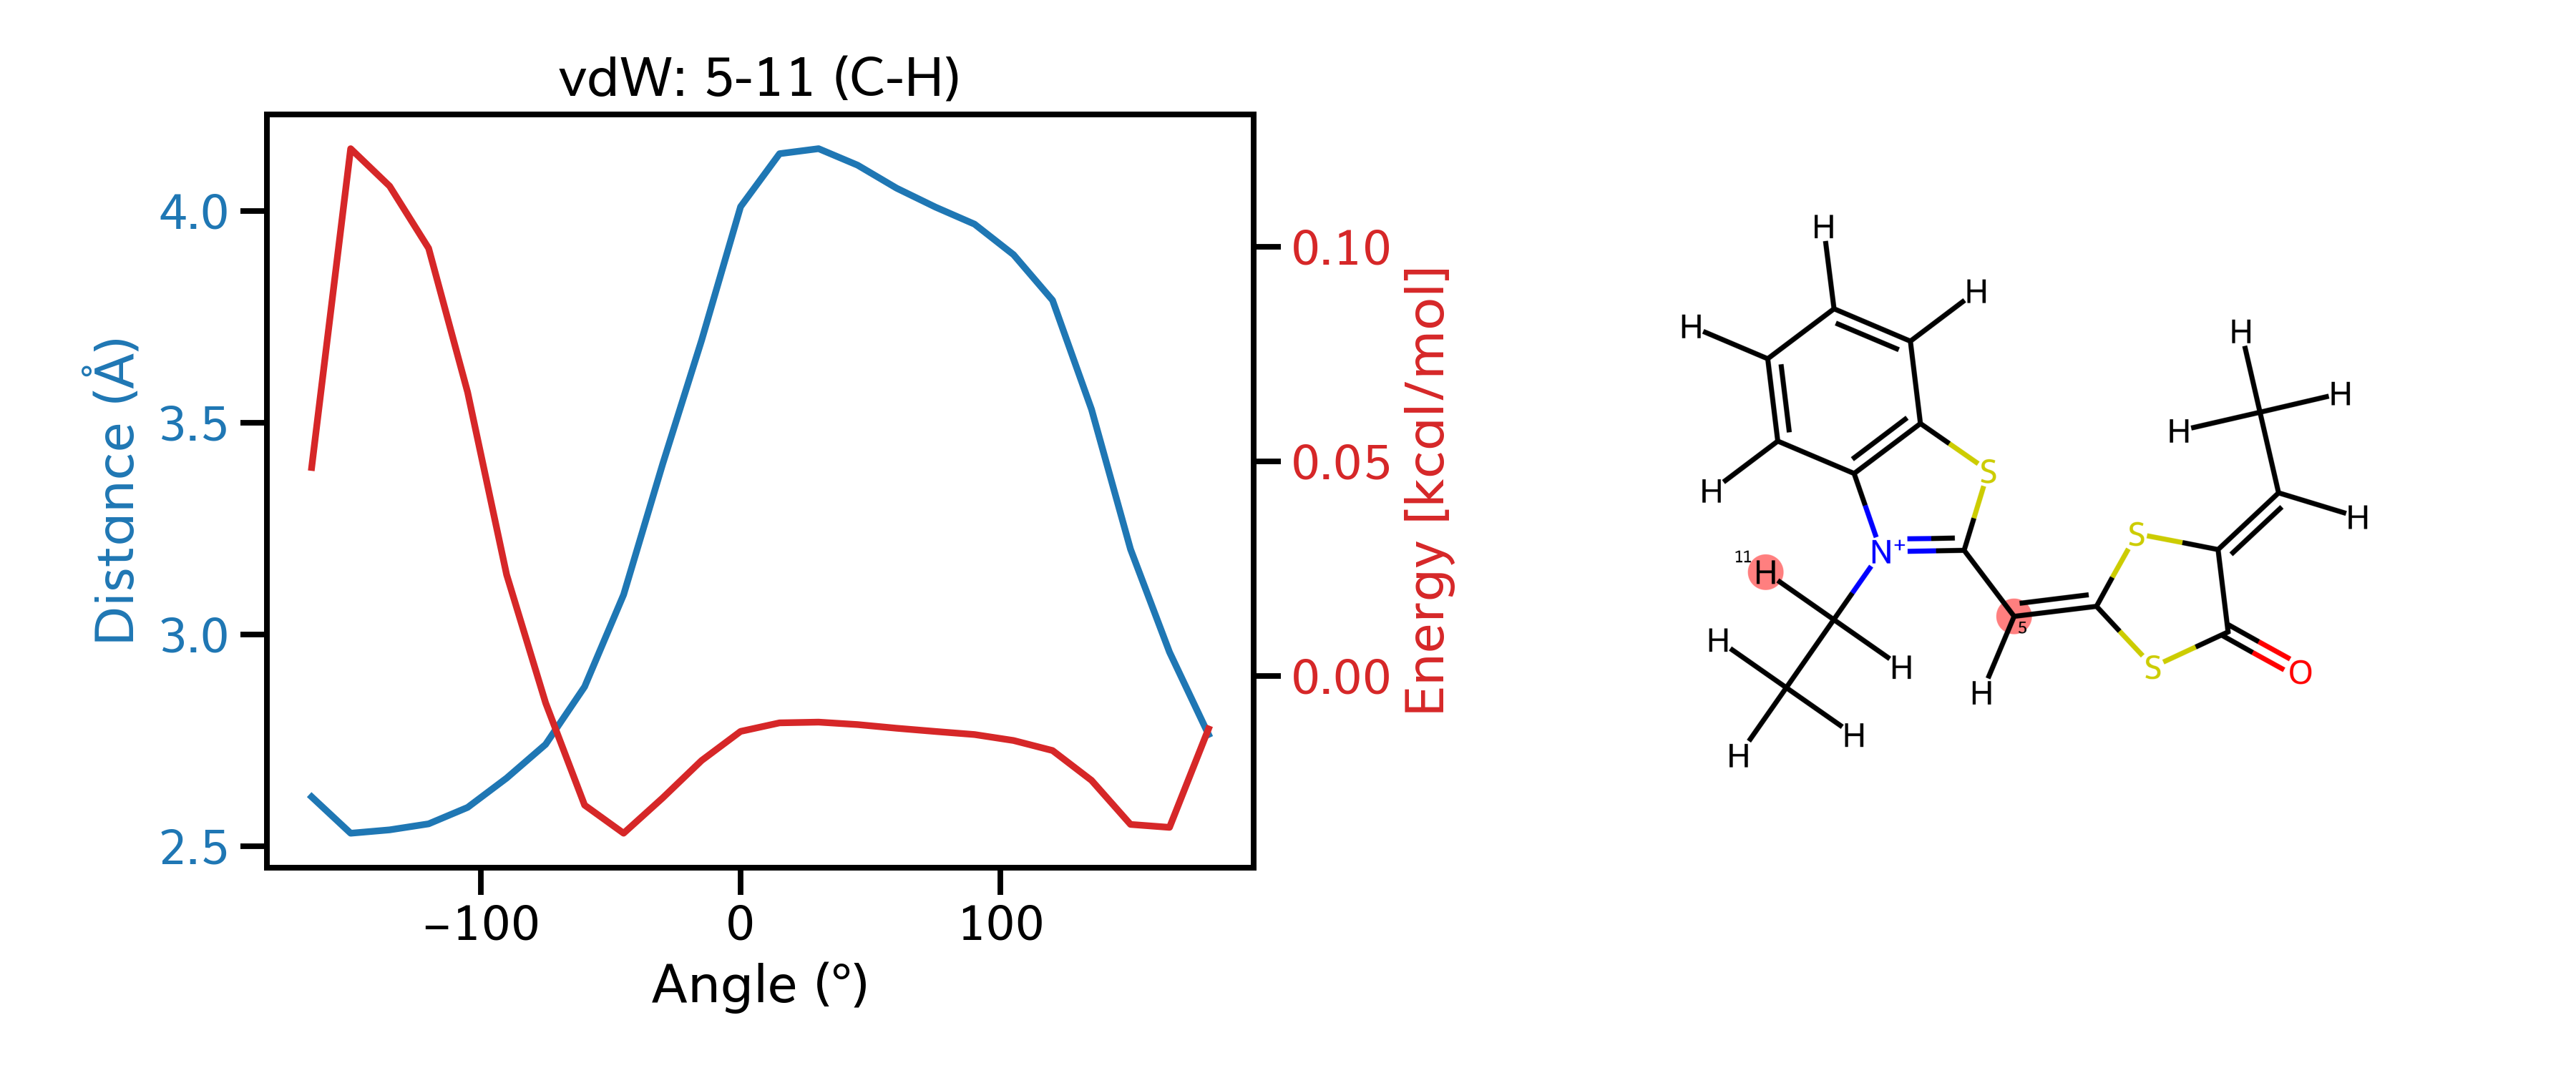 vdW: 5-11 (C-H)
4.0
3.5
3.0
2.5
Distance (Å)
0.10
0.05
0.00
Energy [kcal/mol]
−100 0 100
Angle (°)
H
H
H
H
H
H
H
S
H
S
H
N+
11
H
5
H
H
S
O
H
H
H